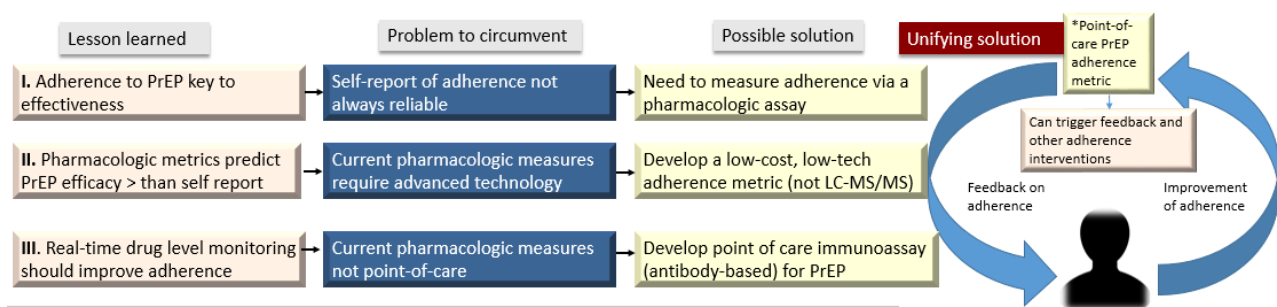 Lesson learned
Problem to circumvent
Possible solution
Unifying solution
*Point-of-
care PrEP
adherence
metric
I. Adherence to PrEP key to
effectiveness
Self-report of adherence not
always reliable
Need to measure adherence via a
pharmacologic assay
II. Pharmacologic metrics predict
PrEP efficacy > than self report
Current pharmacologic measures
require advanced technology
Develop a low-cost, low-tech
adherence metric (not LC-MS/MS)
III. Real-time drug level monitoring
should improve adherence
Current pharmacologic measures
not point-of-care
Develop point of care immunoassay
(antibody-based) for PrEP
Can trigger feedback and
other adherence
interventions
Feedback on
adherence
Improvement
of adherence